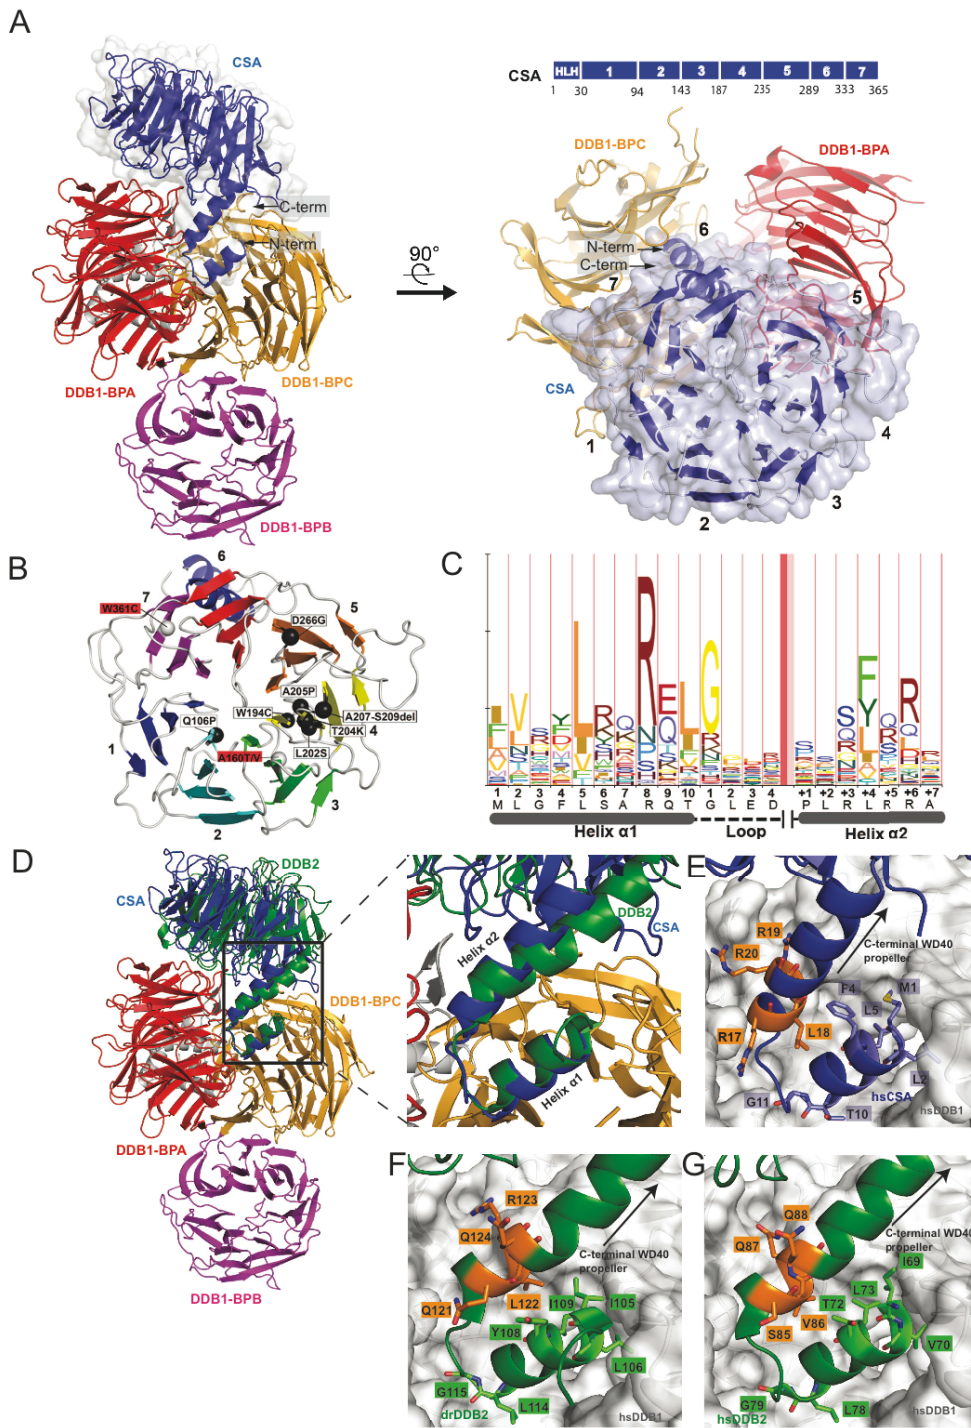 A
CSA
C-term
N-term
DDB1-BPA
DDB1-BPC
DDB1-BPB
90°
CSA
HLH 1 2 3 4 5 6 7
1 30 94 143 187 235 289 333 365
DDB1-BPC
DDB1-BPA
6
N-term
C-term
7
5
CSA
1
4
3
2
B
6
7
W361C
5
D266G
A205P
W194C
A207-S209del
Q106P
T204K
4
1
L202S
A160T/V
3
2
C
1 2 3 4 5 6 7 8 9 10 1 2 3 4 +1 +2 +3 +4 +5 +6 +7
M L G F L S A R Q T G L E D P L R L R R A
Helix α1
Loop
Helix α2
D
DDB2
CSA
DDB1-BPC
DDB1-BPA
DDB1-BPB
DDB2
CSA
Helix α2
Helix α1
E
R19
C-terminal WD40
propeller
R20
F4
M1
L5
R17
L18
L2
G11
hsCSA
T10
hsDDB1
F
R123
Q124
C-terminal WD40
propeller
Q121
L122
I109
I105
Y108
L106
G115
L114
drDDB2
hsDDB1
G
Q88
Q87
C-terminal WD40
propeller
I69
L73
T72
S85
V86
V70
G79
L78
hsDDB2
hsDDB1